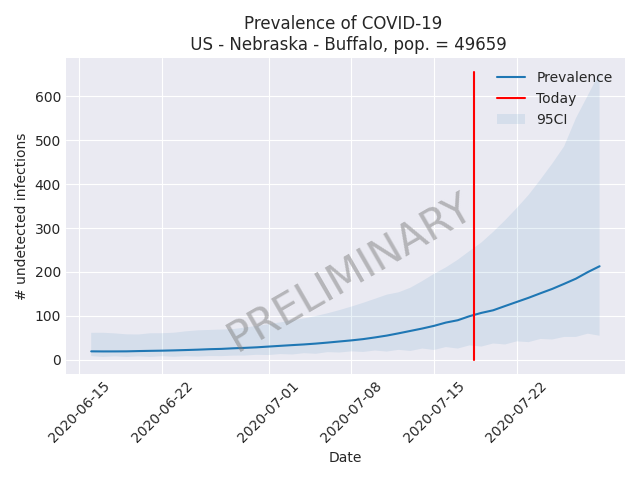 Prevalence of COVID-19
US - Nebraska - Buffalo, pop. = 49659
Prevalence
Today
95CI
# undetected infections
600
500
400
300
200
100
0
PRELIMINARY
2020-06-15
2020-06-22
2020-07-01
2020-07-08
2020-07-15
2020-07-22
Date